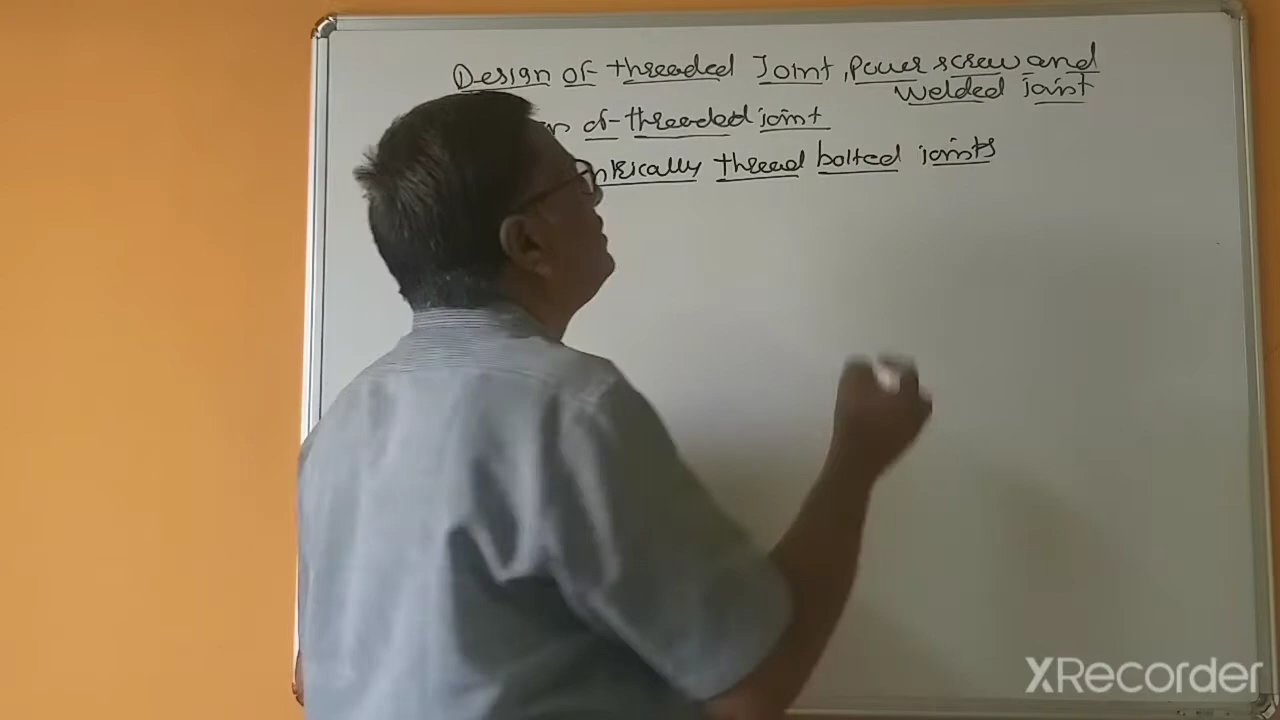 Design of threaded Joint, Power screw and
Welded joint
of threaded joint
thread bolted joints
XRecorder